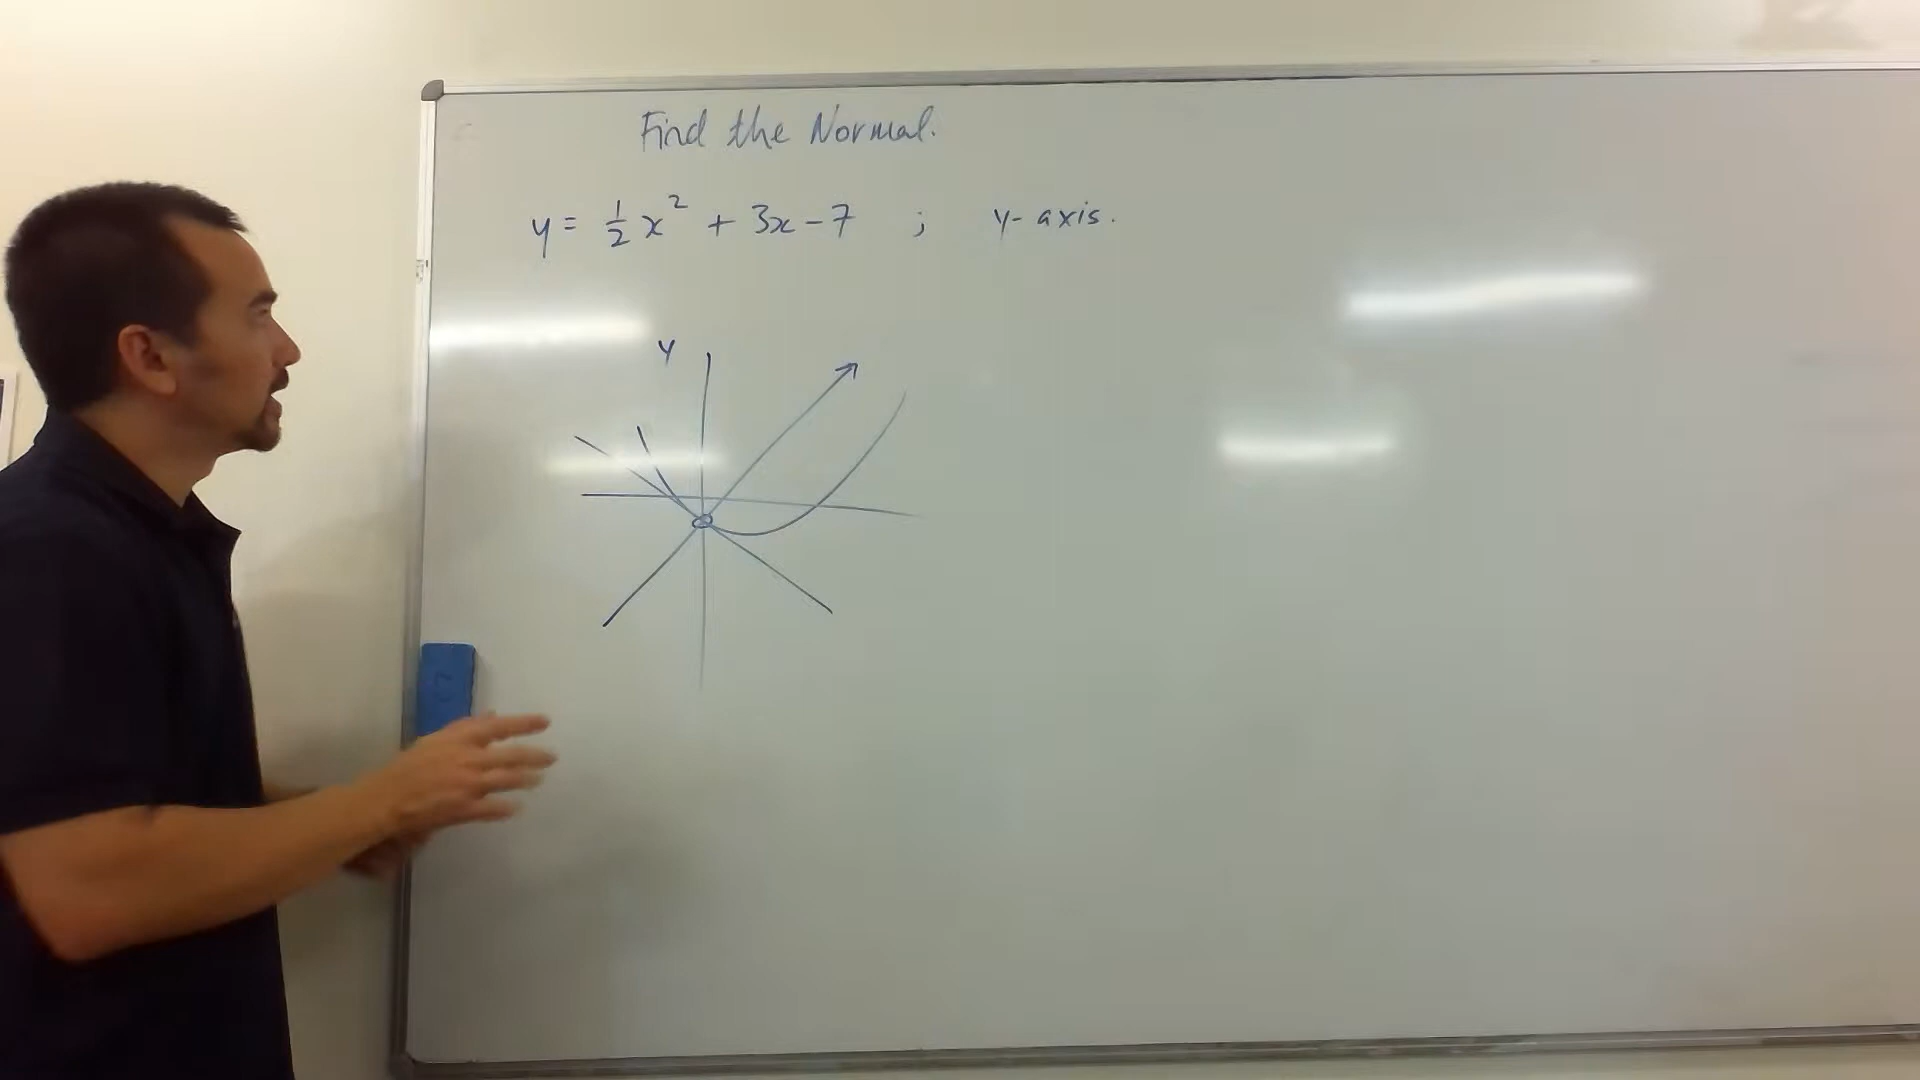 Find the Normal.
y = ½x² + 3x - 7 ; y-axis.
y